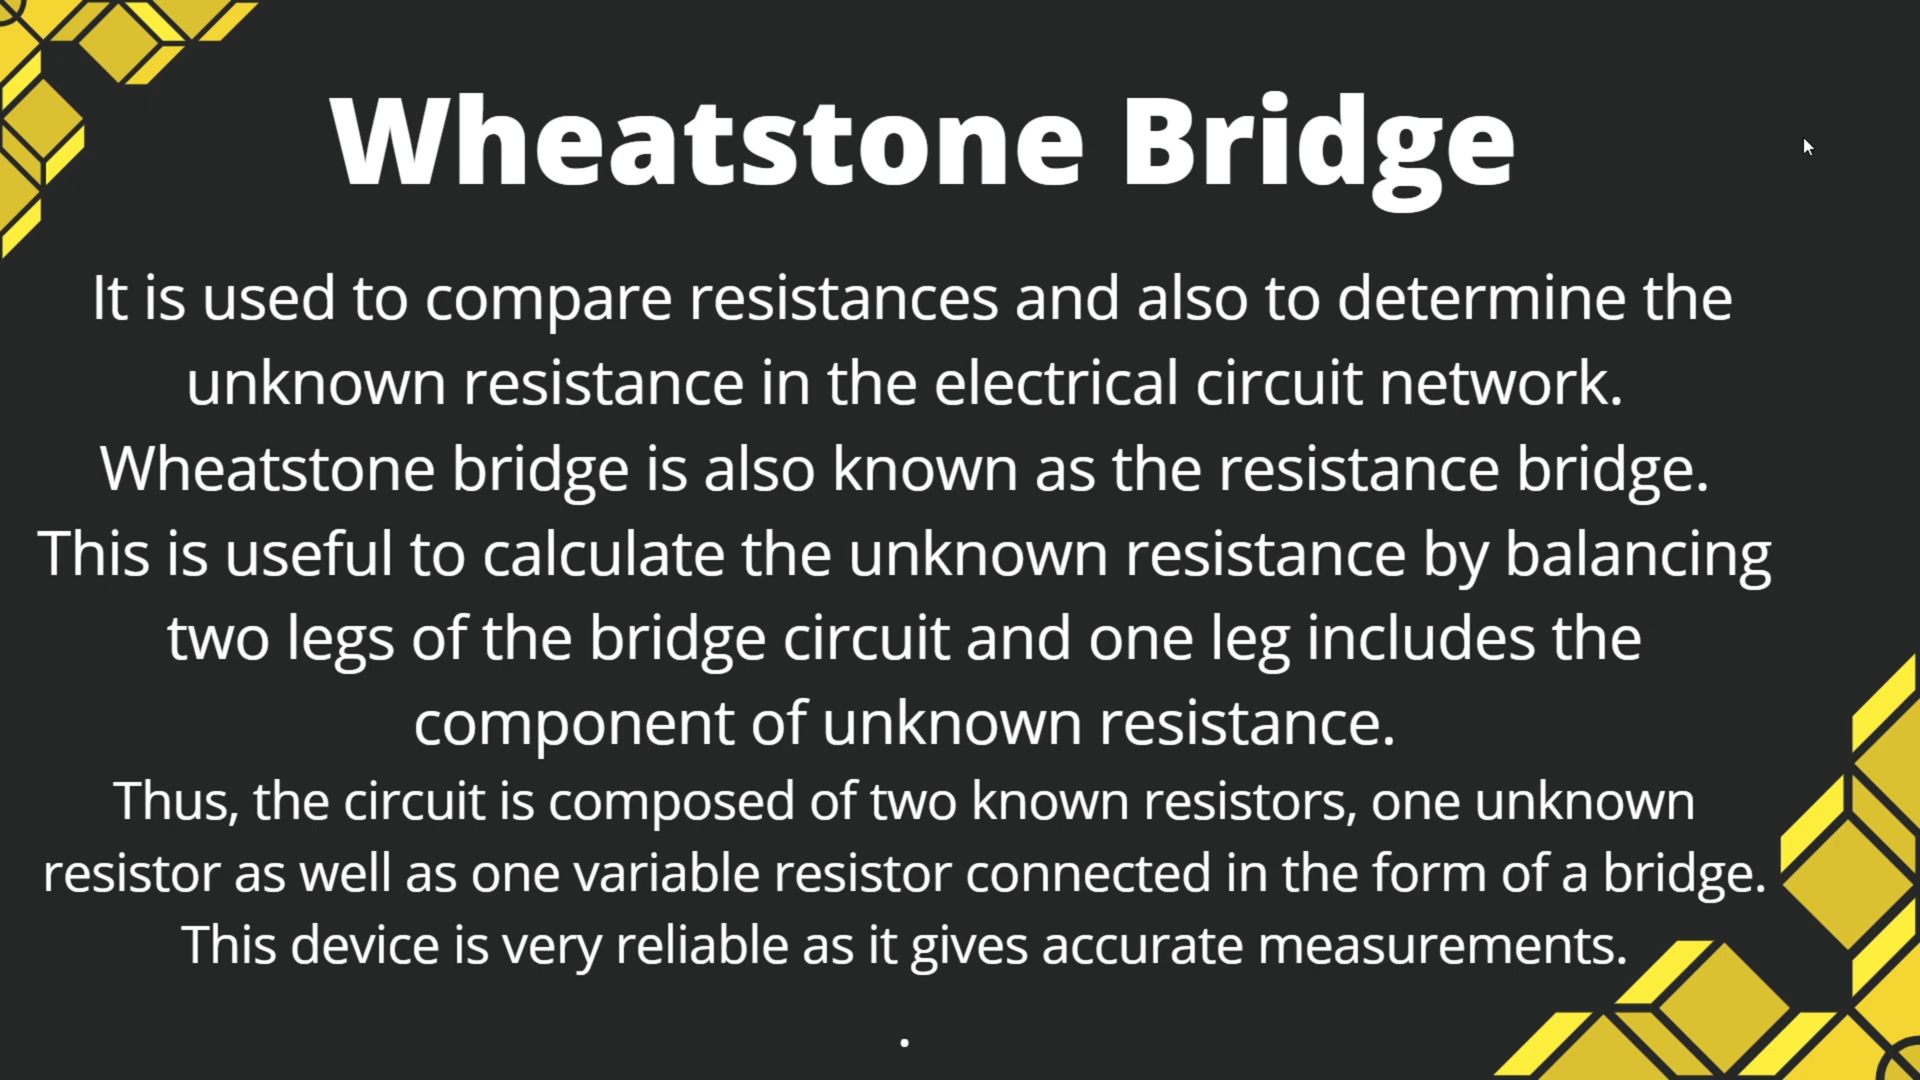 Wheatstone Bridge
It is used to compare resistances and also to determine the
unknown resistance in the electrical circuit network.
Wheatstone bridge is also known as the resistance bridge.
This is useful to calculate the unknown resistance by balancing
two legs of the bridge circuit and one leg includes the
component of unknown resistance.
Thus, the circuit is composed of two known resistors, one unknown
resistor as well as one variable resistor connected in the form of a bridge.
This device is very reliable as it gives accurate measurements.
.